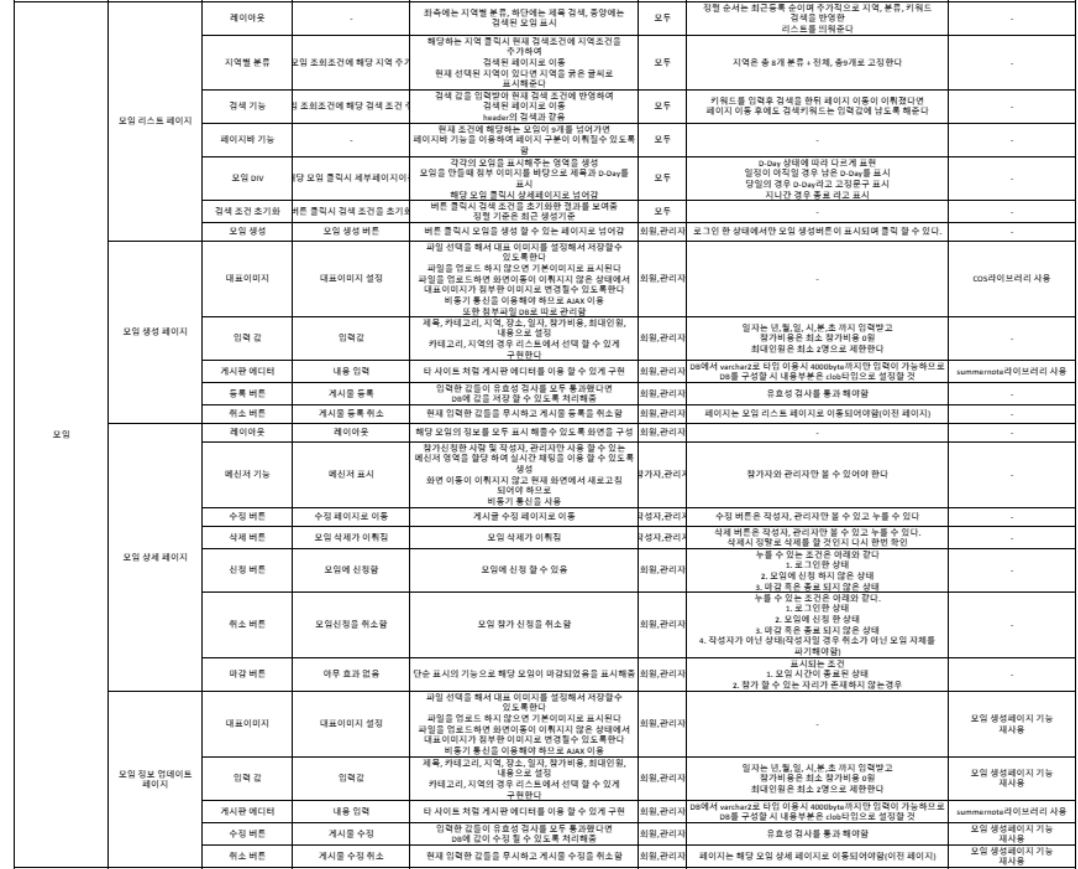 레이아웃
-
좌측에는 지역별 분류, 하단에는 제목 검색, 중앙에는
검색된 모임 표시
모두
정렬 순서는 최근등록 순이며 추가적으로 지역, 분류, 키워드
검색을 반영한
리스트를 띄워준다
-
모임
모임 리스트 페이지
지역별 분류
모임 조회조건에 해당 지역 추가
해당하는 지역 클릭시 현재 검색조건에 지역조건을
추가하여
검색된 페이지로 이동
현재 선택된 지역이 있다면 지역을 굵은 글씨로
표시해준다
모두
지역은 총 8개 분류 + 전체, 총9개로 고정한다
-
검색 기능
조회조건에 해당 검색 조건
검색 값을 입력받아 현재 검색 조건에 반영하여
검색된 페이지로 이동
header의 검색과 같음
모두
키워드를 입력후 검색을 한뒤 페이지 이동이 이뤄졌다면
페이지 이동 후에도 검색키워드는 입력값에 남도록 해준다
-
페이지바 기능
-
현재 조건에 해당하는 모임이 9개를 넘어가면
페이지바 기능을 이용하여 페이지 구분이 이뤄질수 있도록
함
모두
-
-
모임 DIV
당 모임 클릭시 세부페이지이
각각의 모임을 표시해주는 영역을 생성
모임을 만들때 첨부 이미지를 바탕으로 제목과 D-Day를
표시
해당 모임 클릭시 상세페이지로 넘어감
모두
D-Day 상태에 따라 다르게 표현
일정이 아직일 경우 남은 D-Day를 표시
당일의 경우 D-Day라고 고정문구 표시
지나간 경우 종료 라고 표시
-
검색 조건 초기화
버튼 클릭시 검색 조건을 초기화
버튼 클릭시 검색조건을 초기화한 결과를 보여줌
정렬 기준은 최근 생성기준
모두
-
-
모임 생성
모임 생성 버튼
버튼 클릭시 모임을 생성 할 수 있는 페이지로 넘어감
회원,관리자
로그인 한 상태에서만 모임 생성버튼이 표시되며 클릭 할 수 있다.
-
모임 생성 페이지
대표이미지
대표이미지 설정
파일 선택을 해서 대표 이미지를 설정해서 저장할수
있도록한다
파일을 업로드 하지 않으면 기본이미지로 표시된다
파일을 업로드하면 화면이동이 이뤄지지 않은 상태에서
대표이미지가 첨부한 이미지로 변경될수 있도록한다
비동기 통신을 이용해야 하므로 AJAX 이용
또한 첨부파일 DB로 따로 관리함
회원,관리자
-
COS라이브러리 사용
입력 값
입력값
제목, 카테고리, 지역, 장소, 일자, 참가비용, 최대인원,
내용으로 설정
카테고리, 지역의 경우 리스트에서 선택 할 수 있게
구현한다
회원,관리자
일자는 년,월,일, 시,분,초 까지 입력받고
참가비용은 최소 참가비용 0원
최대인원은 최소 2명으로 제한한다
-
게시판 에디터
내용 입력
타 사이트 처럼 게시판 에디터를 이용 할 수 있게 구현
회원,관리자
DB에서 varchar2로 타입 이용시 4000byte까지만 입력이 가능하므로
DB를 구성할 시 내용부분은 clob타입으로 설정할 것
summernote라이브러리 사용
등록 버튼
게시물 등록
입력한 값들이 유효성 검사를 모두 통과했다면
DB에 값을 저장 할 수 있도록 처리해줌
회원,관리자
유효성 검사를 통과 해야함
-
취소 버튼
게시물 등록 취소
현재 입력한 값들을 무시하고 게시물 등록을 취소함
회원,관리자
페이지는 모임 리스트 페이지로 이동되어야함(이전 페이지)
-
모임 상세 페이지
레이아웃
레이아웃
해당 모임의 정보를 모두 표시 해줄수 있도록 화면을 구성
회원,관리자
-
-
메신저 기능
메신저 표시
참가신청한 사람 및 작성자, 관리자만 사용 할 수 있는
메신저 영역을 할당 하여 실시간 채팅을 이용 할 수 있도록
생성
화면 이동이 이뤄지지 않고 현재 화면에서 새로고침
되어야 하므로
비동기 통신을 사용
참가자,관리자
참가자와 관리자만 볼 수 있어야 한다
-
수정 버튼
수정 페이지로 이동
게시글 수정 페이지로 이동
작성자,관리자
수정 버튼은 작성자, 관리자만 볼 수 있고 누를 수 있다
-
삭제 버튼
모임 삭제가 이뤄짐
모임 삭제가 이뤄짐
작성자,관리자
삭제 버튼은 작성자, 관리자만 볼 수 있고 누를 수 있다.
삭제시 정말로 삭제를 할 것인지 다시 한번 확인
-
신청 버튼
모임에 신청함
모임에 신청 할 수 있음
회원,관리자
누를 수 있는 조건은 아래와 같다
1. 로그인한 상태
2. 모임에 신청 하지 않은 상태
3. 마감 혹은 종료 되지 않은 상태
-
취소 버튼
모임신청을 취소함
모임 참가 신청을 취소함
회원,관리자
누를 수 있는 조건은 아래와 같다.
1. 로그인한 상태
2. 모임에 신청 한 상태
3. 마감 혹은 종료 되지 않은 상태
4. 작성자가 아닌 상태(작성자일 경우 취소가 아닌 모임 자체를
파기해야함)
-
마감 버튼
아무 효과 없음
단순 표시의 기능으로 해당 모임이 마감되었음을 표시해줌
회원,관리자
표시되는 조건
1. 모임 시간이 종료된 상태
2. 참가 할 수 있는 자리가 존재하지 않는경우
-
모임 정보 업데이트
페이지
대표이미지
대표이미지 설정
파일 선택을 해서 대표 이미지를 설정해서 저장할수
있도록한다
파일을 업로드 하지 않으면 기본이미지로 표시된다
파일을 업로드하면 화면이동이 이뤄지지 않은 상태에서
대표이미지가 첨부한 이미지로 변경될수 있도록한다
비동기 통신을 이용해야 하므로 AJAX 이용
회원,관리자
-
모임 생성페이지 기능
재사용
입력 값
입력값
제목, 카테고리, 지역, 장소, 일자, 참가비용, 최대인원,
내용으로 설정
카테고리, 지역의 경우 리스트에서 선택 할 수 있게
구현한다
회원,관리자
일자는 년,월,일, 시,분,초 까지 입력받고
참가비용은 최소 참가비용 0원
최대인원은 최소 2명으로 제한한다
모임 생성페이지 기능
재사용
게시판 에디터
내용 입력
타 사이트 처럼 게시판 에디터를 이용 할 수 있게 구현
회원,관리자
DB에서 varchar2로 타입 이용시 4000byte까지만 입력이 가능하므로
DB를 구성할 시 내용부분은 clob타입으로 설정할 것
summernote라이브러리 사용
수정 버튼
게시물 수정
입력한 값들이 유효성 검사를 모두 통과했다면
DB에 값이 수정 될 수 있도록 처리해줌
회원,관리자
유효성 검사를 통과 해야함
모임 생성페이지 기능
재사용
취소 버튼
게시물 수정 취소
현재 입력한 값들을 무시하고 게시물 수정을 취소함
회원,관리자
페이지는 해당 모임 상세 페이지로 이동되어야함(이전 페이지)
모임 생성페이지 기능
재사용